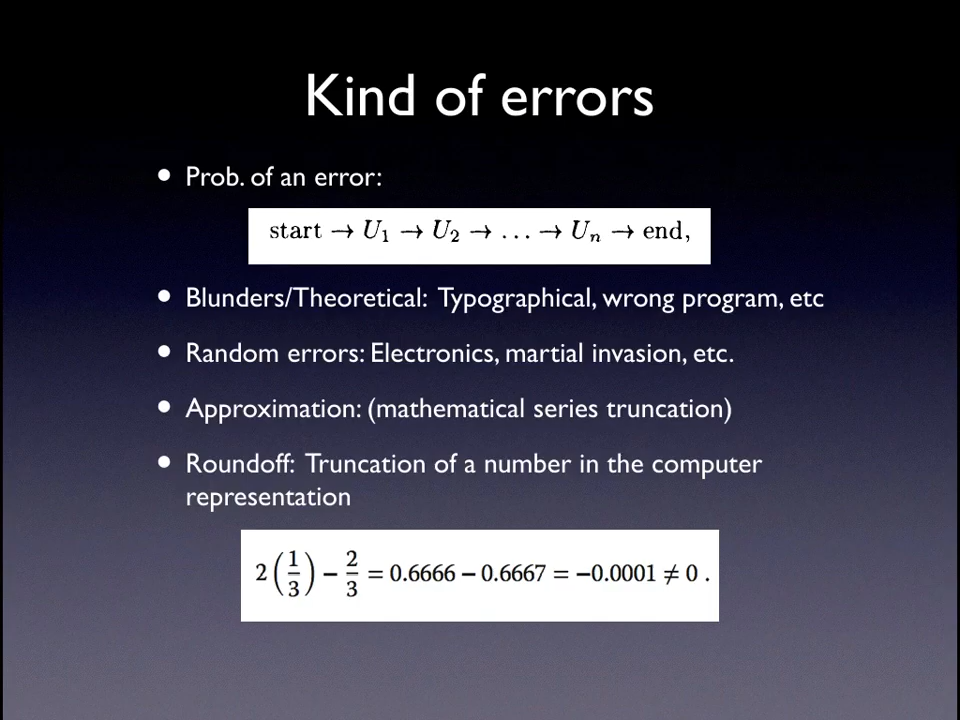 Kind of errors
• Prob. of an error:
start → U₁ → U₂ → ... → Uₙ → end,
• Blunders/Theoretical: Typographical, wrong program, etc
• Random errors: Electronics, martial invasion, etc.
• Approximation: (mathematical series truncation)
• Roundoff: Truncation of a number in the computer
representation
2 (1/3) − 2/3 = 0.6666 − 0.6667 = −0.0001 ≠ 0 .